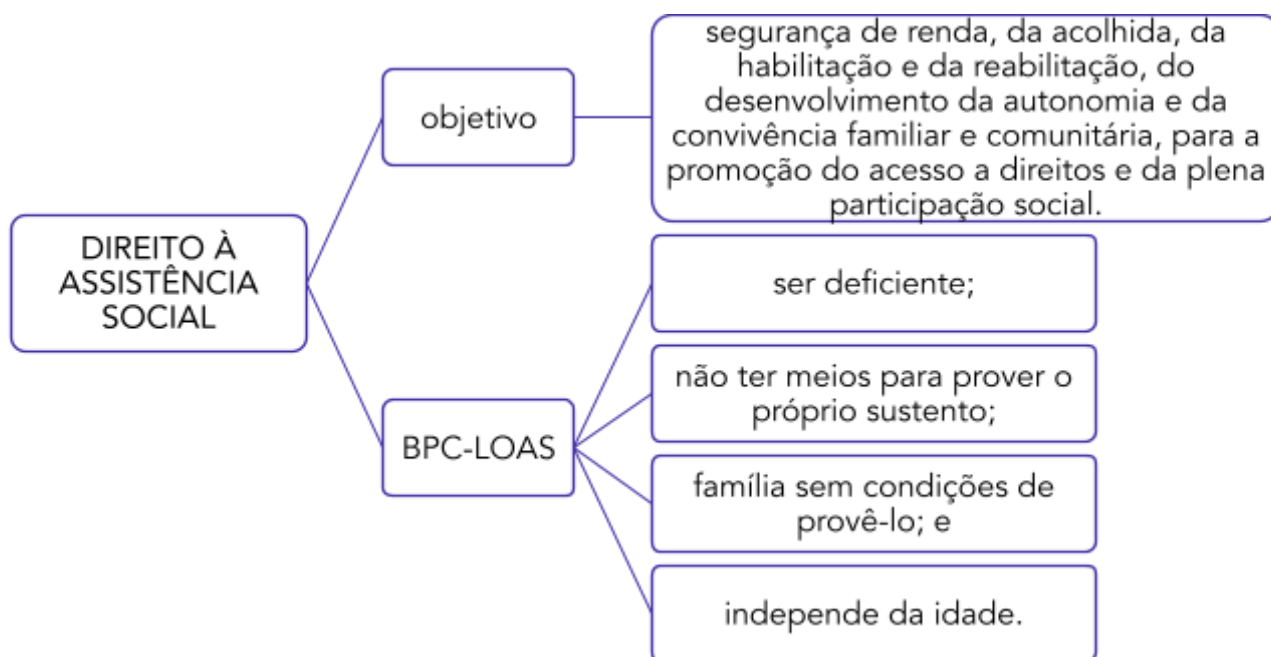 DIREITO À
ASSISTÊNCIA
SOCIAL
objetivo
segurança de renda, da acolhida, da
habilitação e da reabilitação, do
desenvolvimento da autonomia e da
convivência familiar e comunitária, para a
promoção do acesso a direitos e da plena
participação social.
BPC-LOAS
ser deficiente;
não ter meios para prover o
próprio sustento;
família sem condições de
provê-lo; e
independe da idade.